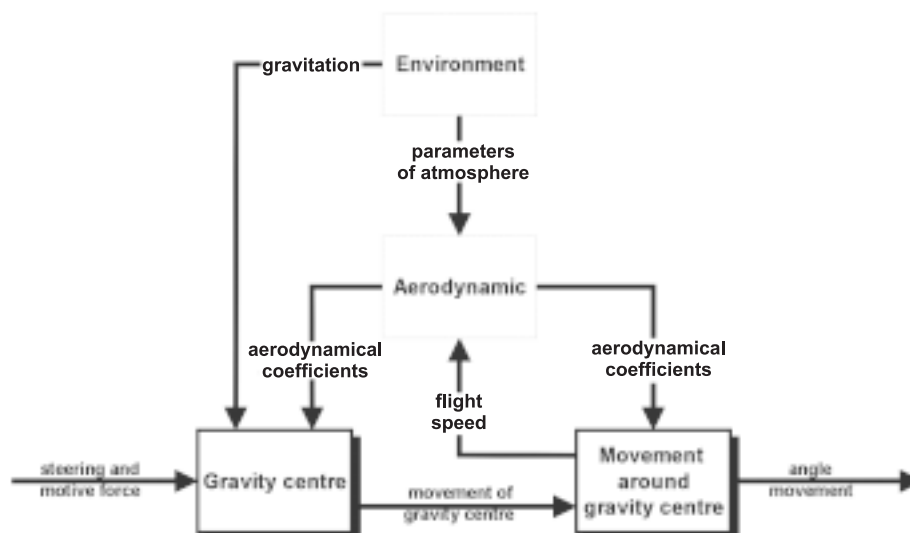 gravitation
Environment
parameters
of atmosphere
Aerodynamic
aerodynamical
coefficients
aerodynamical
coefficients
flight
speed
steering and
motive force
Gravity centre
movement of
gravity centre
Movement
around
gravity centre
angle
movement